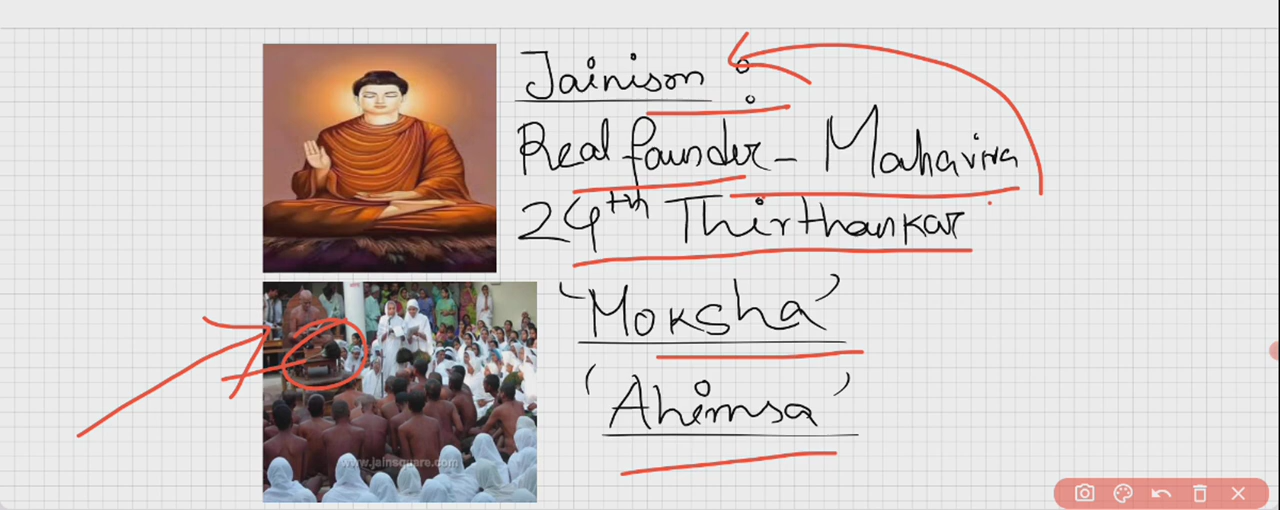 Jainism :
Real founder - Mahavira
24th Thirthankar
'Moksha'
'Ahimsa'
www.jainsquare.com